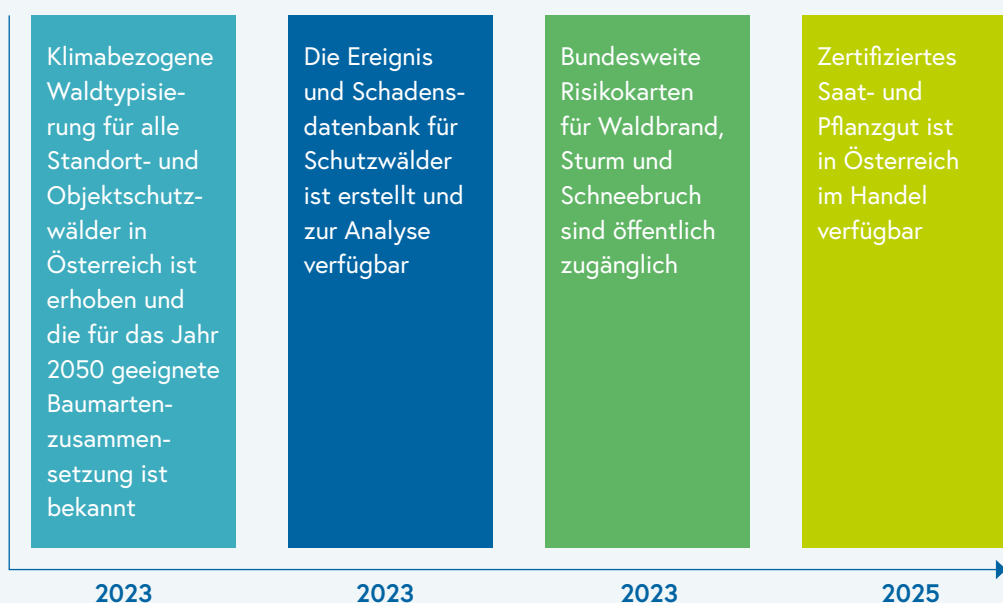 Klimabezogene
Waldtypisie-
rung für alle
Standort- und
Objektschutz-
wälder in
Österreich ist
erhoben und
die für das Jahr
2050 geeignete
Baumarten-
zusammen-
setzung ist
bekannt
Die Ereignis
und Schadens-
datenbank für
Schutzwälder
ist erstellt und
zur Analyse
verfügbar
Bundesweite
Risikokarten
für Waldbrand,
Sturm und
Schneebruch
sind öffentlich
zugänglich
Zertifiziertes
Saat- und
Pflanzgut ist
in Österreich
im Handel
verfügbar
2023
2023
2023
2025